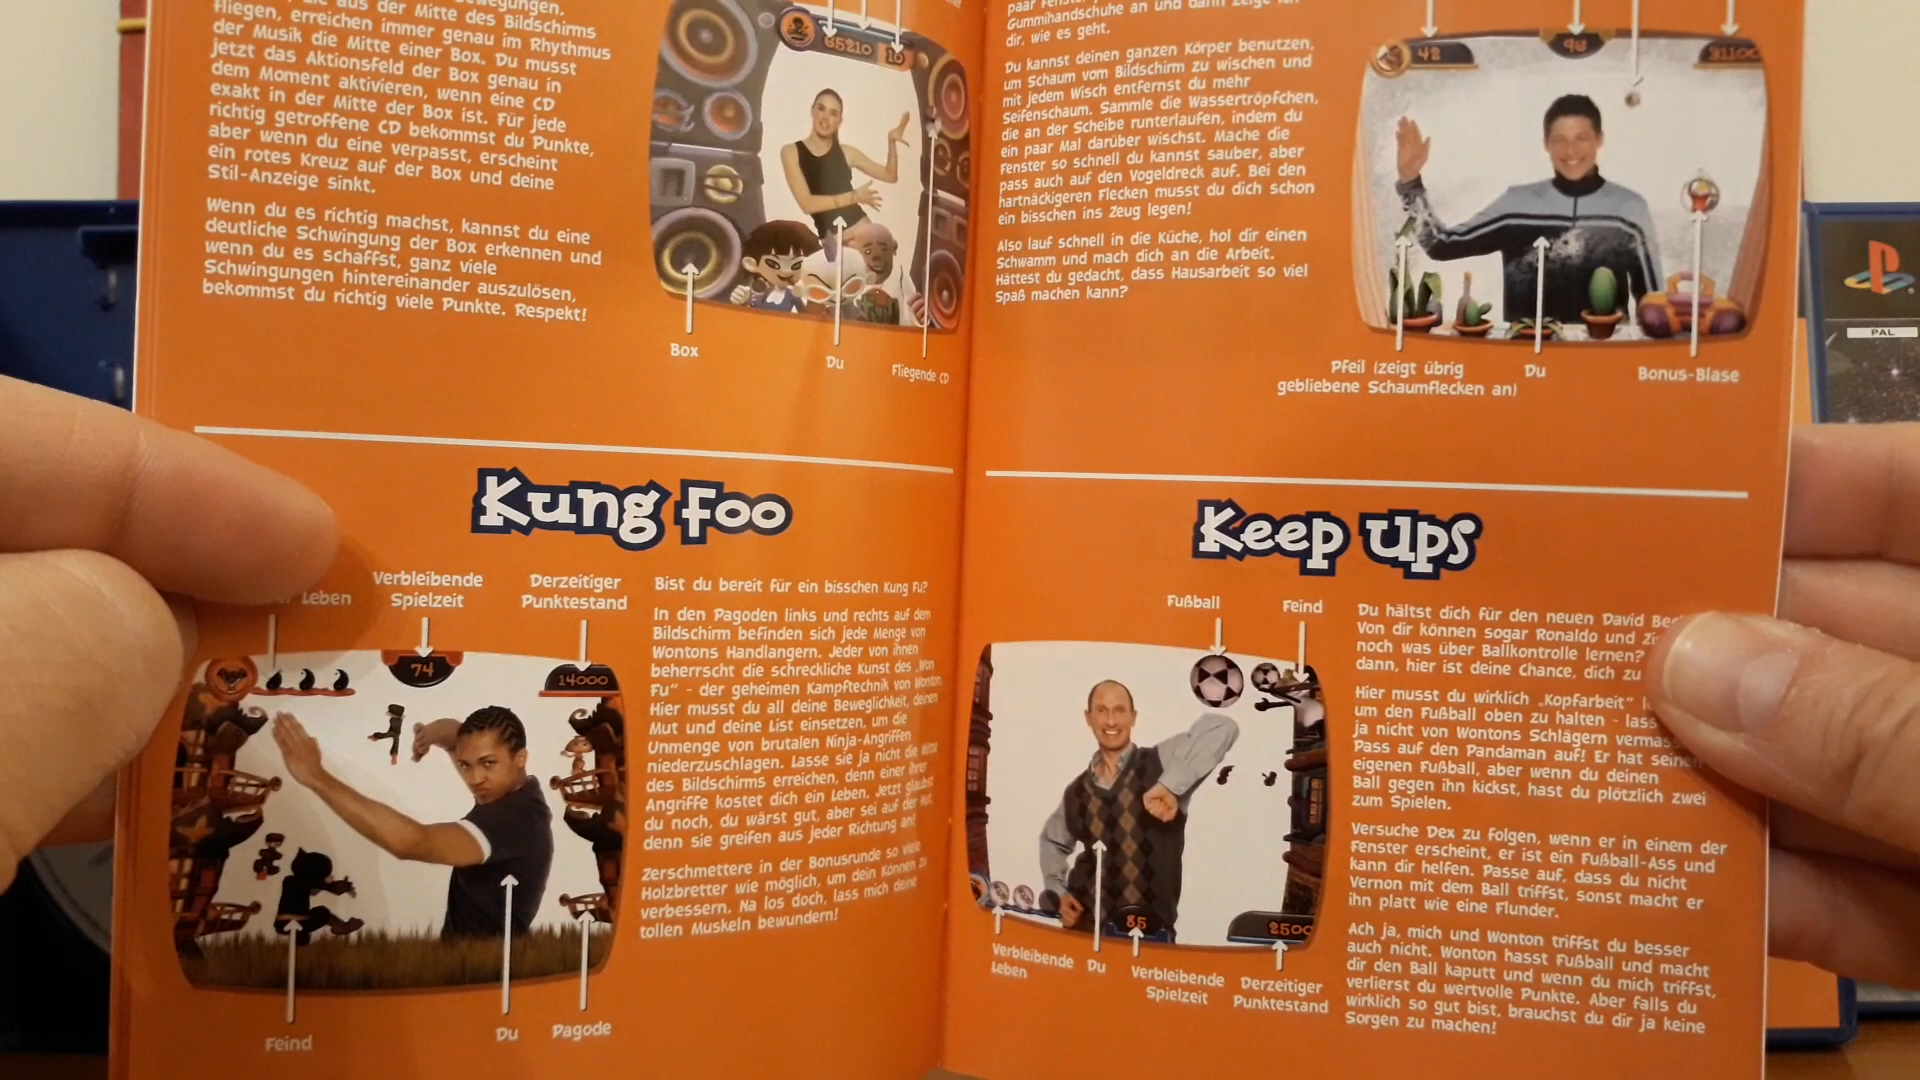 aus der Mitte des Bildschirms
fliegen, erreichen immer genau im Rhythmus
der Musik die Mitte einer Box. Du musst
jetzt das Aktionsfeld der Box genau in
dem Moment aktivieren, wenn eine CD
exakt in der Mitte der Box ist. Für jede
richtig getroffene CD bekommst du Punkte,
aber wenn du eine verpasst, erscheint
ein rotes Kreuz auf der Box und deine
Stil-Anzeige sinkt.
Wenn du es richtig machst, kannst du eine
deutliche Schwingung der Box erkennen und
wenn du es schaffst, ganz viele
Schwingungen hintereinander auszulösen,
bekommst du richtig viele Punkte. Respekt!
85210
10
Box
Du
Fliegende CD
Kung Foo
Leben
Verbleibende
Spielzeit
Derzeitiger
Punktestand
74
14000
Feind
Du
Pagode
Bist du bereit für ein bisschen Kung Fu?
In den Pagoden links und rechts auf dem
Bildschirm befinden sich jede Menge von
Wontons Handlangern. Jeder von ihnen
beherrscht die schreckliche Kunst des „Won
Fu“ - der geheimen Kampftechnik von Wonton.
Hier musst du all deine Beweglichkeit, deinen
Mut und deine List einsetzen, um die
Unmenge von brutalen Ninja-Angriffen
niederzuschlagen. Lasse sie ja nicht die Mitte
des Bildschirms erreichen, denn einer ihrer
Angriffe kostet dich ein Leben. Jetzt glaubst
du noch, du wärst gut, aber sei auf der Hut,
denn sie greifen aus jeder Richtung an!
Zerschmettere in der Bonusrunde so viele
Holzbretter wie möglich, um dein Können zu
verbessern. Na los doch, lass mich deine
tollen Muskeln bewundern!
Gummihandschuhe an und dann zeige ich
dir, wie es geht.
Du kannst deinen ganzen Körper benutzen,
um Schaum vom Bildschirm zu wischen und
mit jedem Wisch entfernst du mehr
Seifenschaum. Sammle die Wassertröpfchen,
die an der Scheibe runterlaufen, indem du
ein paar Mal darüber wischst. Mache die
Fenster so schnell du kannst sauber, aber
pass auch auf den Vogeldreck auf. Bei den
hartnäckigeren Flecken musst du dich schon
ein bisschen ins Zeug legen!
Also lauf schnell in die Küche, hol dir einen
Schwamm und mach dich an die Arbeit.
Hättest du gedacht, dass Hausarbeit so viel
Spaß machen kann?
42
31100
Pfeil (zeigt übrig
gebliebene Schaumflecken an)
Du
Bonus-Blase
Keep Ups
Fußball
Feind
85
2500
Verbleibende
Leben
Du
Verbleibende
Spielzeit
Derzeitiger
Punktestand
Du hältst dich für den neuen David
Von dir können sogar Ronaldo und
noch was über Ballkontrolle lernen?
dann, hier ist deine Chance, dich zu
Hier musst du wirklich „Kopfarbeit“
um den Fußball oben zu halten - lass
ja nicht von Wontons Schlägern
Pass auf den Pandaman auf! Er hat seinen
eigenen Fußball, aber wenn du deinen
Ball gegen ihn kickst, hast du plötzlich zwei
zum Spielen.
Versuche Dex zu folgen, wenn er in einem der
Fenster erscheint, er ist ein Fußball-Ass und
kann dir helfen. Passe auf, dass du nicht
Vernon mit dem Ball triffst, sonst macht er
ihn platt wie eine Flunder.
Ach ja, mich und Wonton triffst du besser
auch nicht. Wonton hasst Fußball und macht
dir den Ball kaputt und wenn du mich triffst,
verlierst du wertvolle Punkte. Aber falls du
wirklich so gut bist, brauchst du dir ja keine
Sorgen zu machen!
PAL